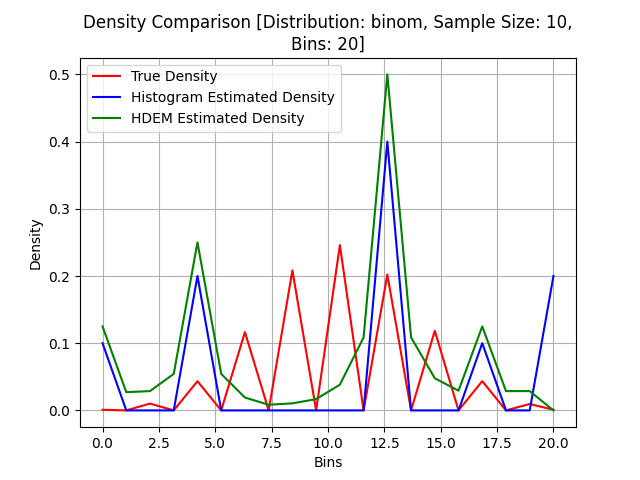 Density Comparison [Distribution: binom, Sample Size: 10,
Bins: 20]
True Density
Histogram Estimated Density
HDEM Estimated Density
Density
0.5
0.4
0.3
0.2
0.1
0.0
0.0 2.5 5.0 7.5 10.0 12.5 15.0 17.5 20.0
Bins